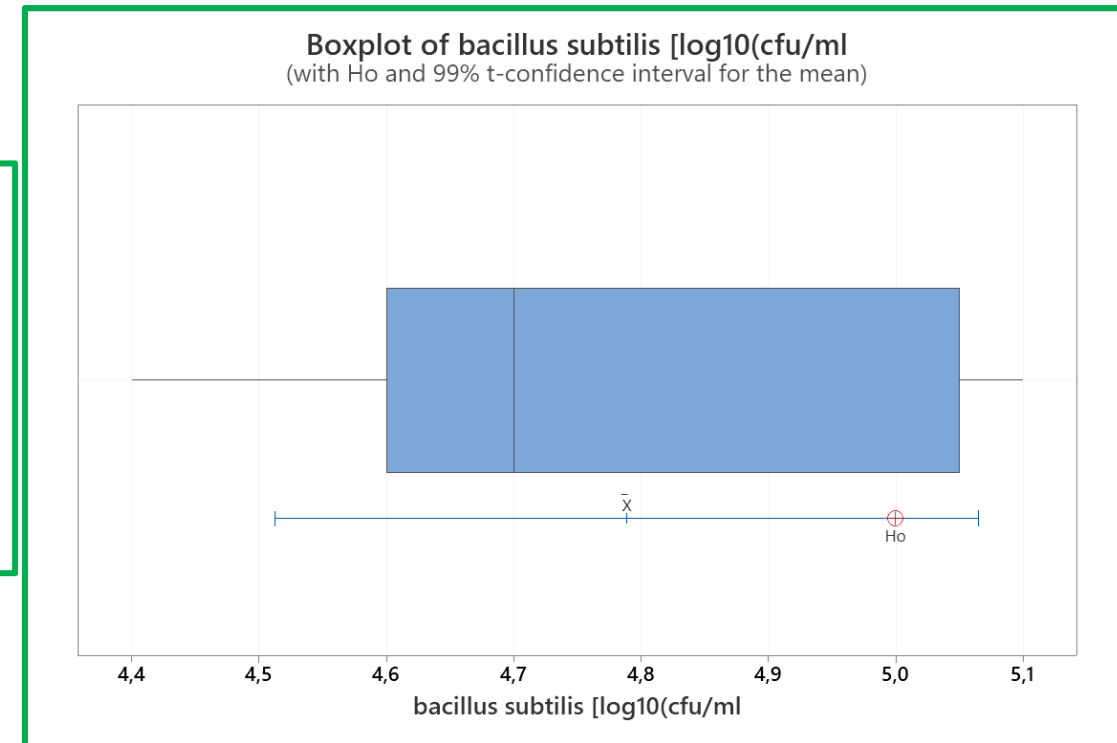 Boxplot of bacillus subtilis [log10(cfu/ml
(with Ho and 99% t-confidence interval for the mean)
X̄
Ho
4,4 4,5 4,6 4,7 4,8 4,9 5,0 5,1
bacillus subtilis [log10(cfu/ml